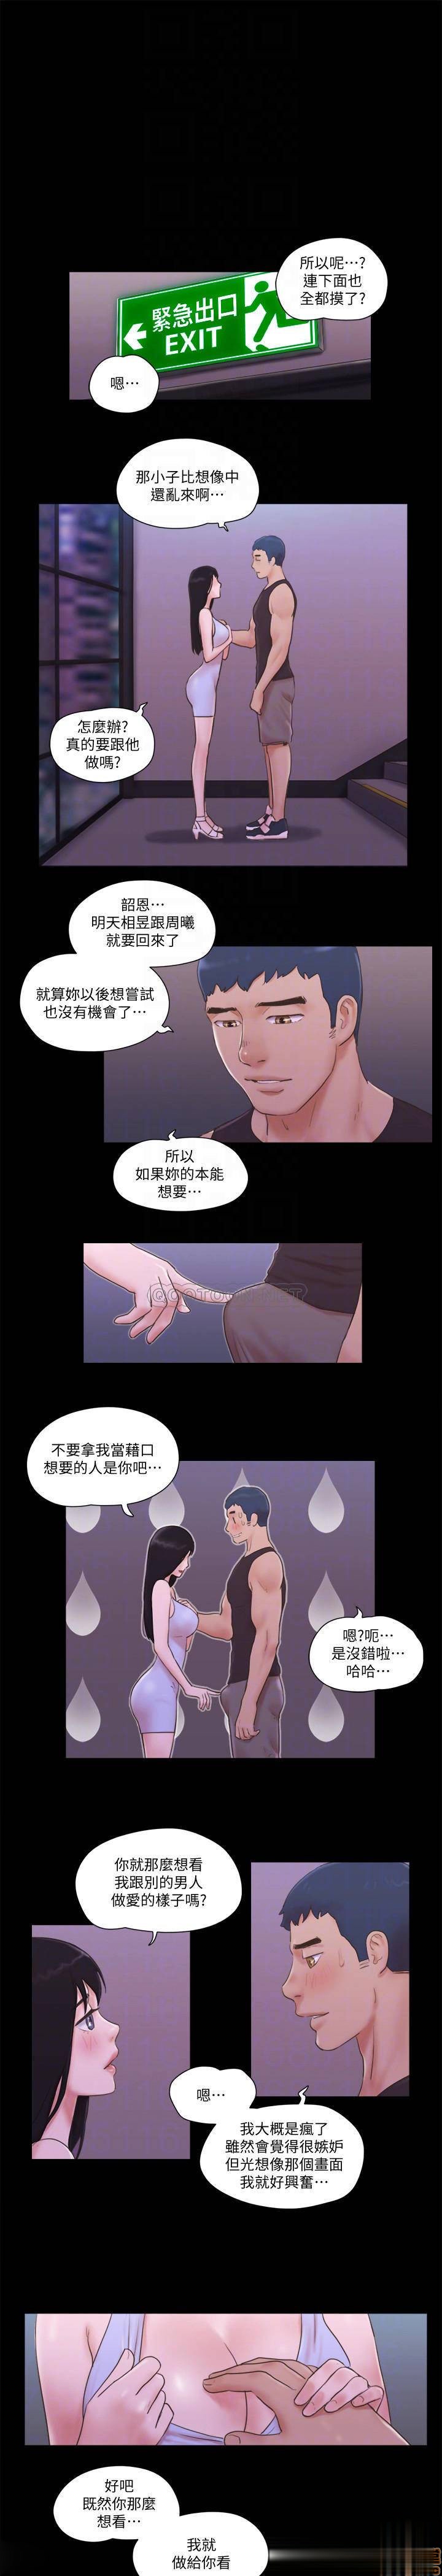 所以呢…?
連下面也
全都摸了?
緊急出口
EXIT
嗯…
那小子比想像中
還亂來啊…
怎麼辦?
真的要跟他
做嗎?
韶恩…
明天相昱跟周曦
就要回來了
就算妳以後想嘗試
也沒有機會了…
所以
如果妳的本能
想要…
不要拿我當藉口
想要的人是你吧…
嗯?呃…
是沒錯啦…
哈哈…
你就那麼想看
我跟別的男人
做愛的樣子嗎?
嗯…
我大概是瘋了
雖然會覺得很嫉妒
但光想像那個畫面
我就好興奮…
好吧
既然你那麼
想看…
我就
做給你看